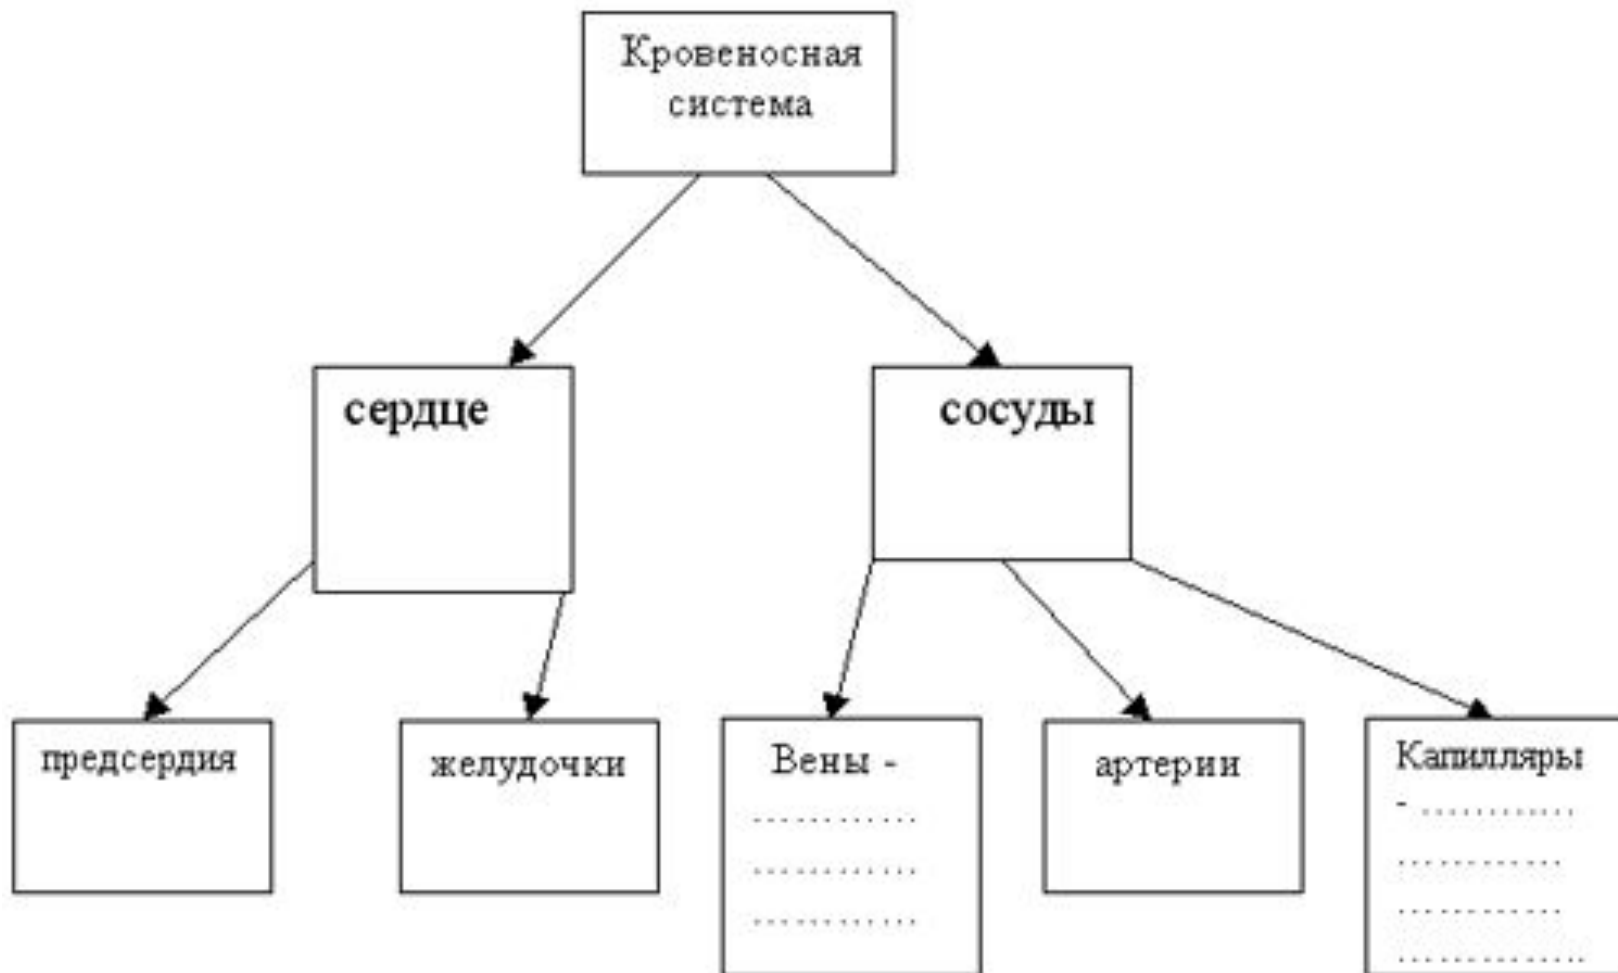 Кровеносная
система
сердце
сосуды
предсердия
желудочки
Вены -
............
............
............
артерии
Капилляры
- ............
............
............
..............